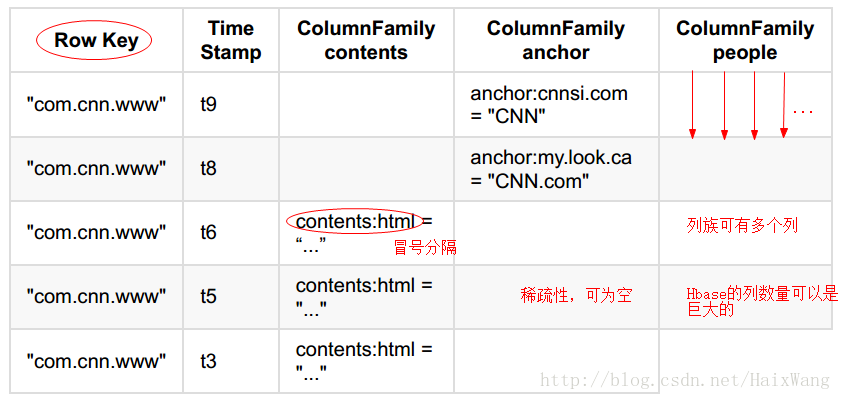 Row Key
Time
Stamp
ColumnFamily
contents
ColumnFamily
anchor
ColumnFamily
people
"com.cnn.www"
t9
anchor:cnnsi.com
= "CNN"
...
"com.cnn.www"
t8
anchor:my.look.ca
= "CNN.com"
"com.cnn.www"
t6
contents:html =
“...”
冒号分隔
列族可有多个列
"com.cnn.www"
t5
contents:html =
"..."
稀疏性，可为空
Hbase的列数量可以是
巨大的
"com.cnn.www"
t3
contents:html =
"..."
http://blog.csdn.net/HaixWang